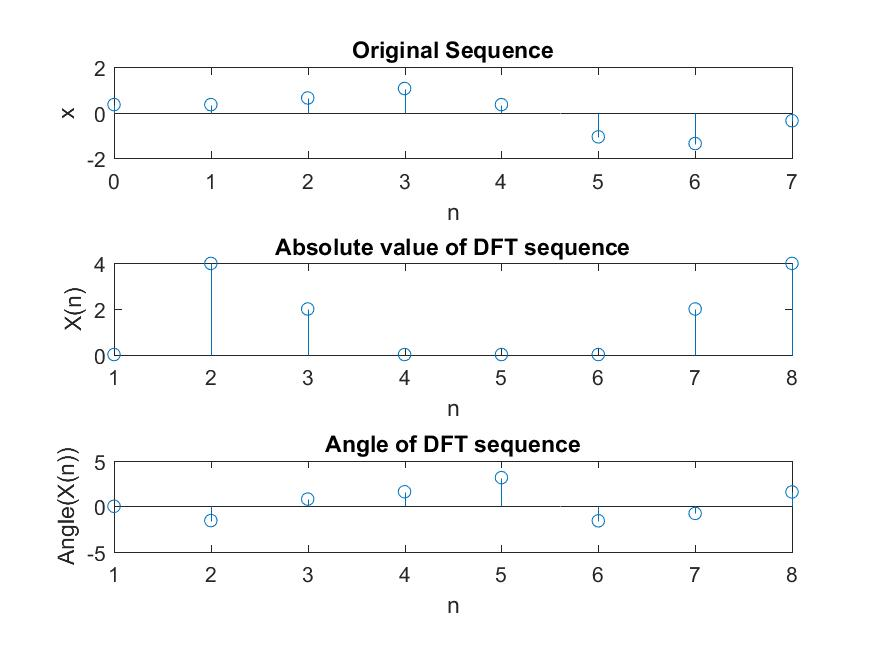 Original Sequence
2
0
-2
x
0 1 2 3 4 5 6 7
n
Absolute value of DFT sequence
4
2
0
X(n)
1 2 3 4 5 6 7 8
n
Angle of DFT sequence
5
0
-5
Angle(X(n))
1 2 3 4 5 6 7 8
n